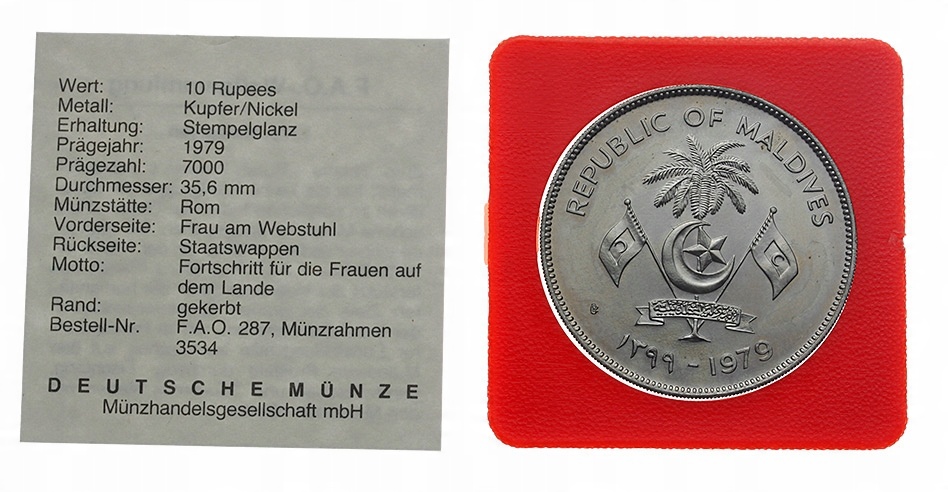 Wert: 10 Rupees
Metall: Kupfer/Nickel
Erhaltung: Stempelglanz
Prägejahr: 1979
Prägezahl: 7000
Durchmesser: 35,6 mm
Münzstätte: Rom
Vorderseite: Frau am Webstuhl
Rückseite: Staatswappen
Motto: Fortschritt für die Frauen auf
dem Lande
Rand: gekerbt
Bestell-Nr. F.A.O. 287, Münzrahmen
3534
DEUTSCHE MÜNZE
Münzhandelsgesellschaft mbH
REPUBLIC OF MALDIVES
١٣٩٩ - 1979